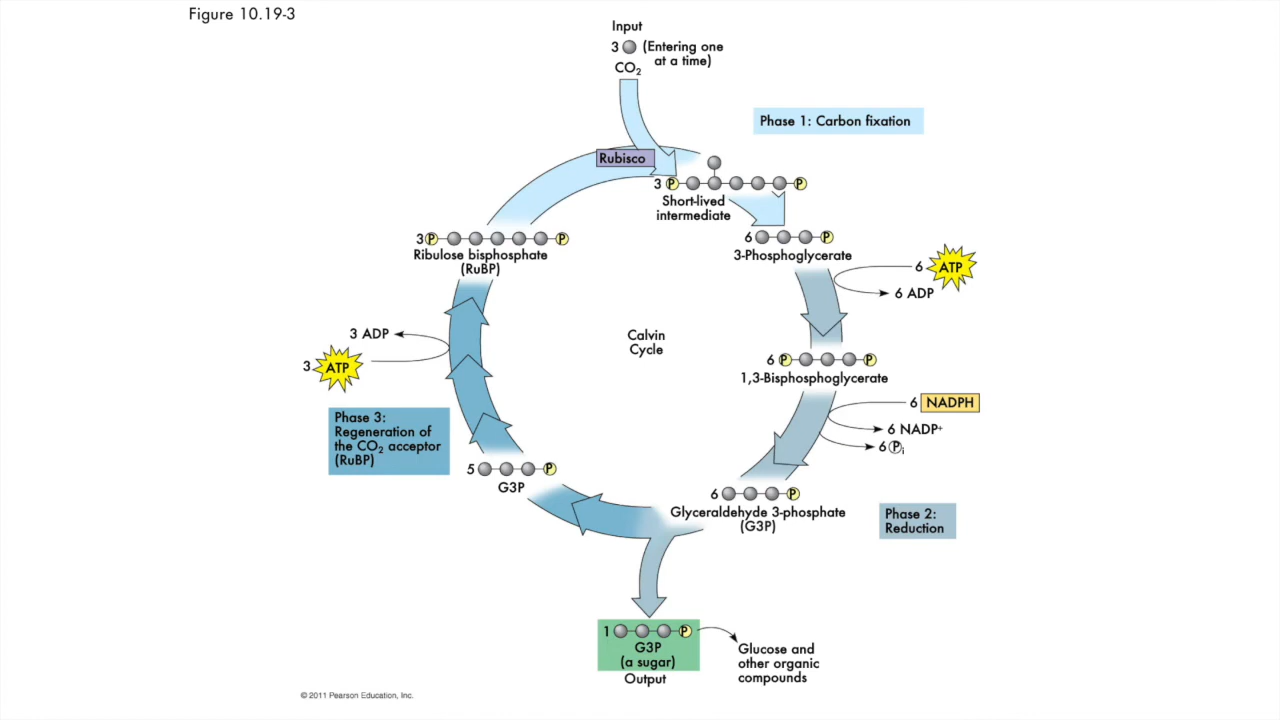 Figure 10.19-3
Input
3 (Entering one
at a time)
CO₂
Phase 1: Carbon fixation
Rubisco
3 P P
Short-lived
intermediate
3 P P
Ribulose bisphosphate
(RuBP)
6 P
3-Phosphoglycerate
6 ATP
6 ADP
3 ADP
3 ATP
Calvin
Cycle
6 P P
1,3-Bisphosphoglycerate
6 NADPH
6 NADP+
6 Pi
Phase 3:
Regeneration of
the CO₂ acceptor
(RuBP)
5 P
G3P
6 P
Glyceraldehyde 3-phosphate
(G3P)
Phase 2:
Reduction
1 P
G3P
(a sugar)
Output
Glucose and
other organic
compounds
© 2011 Pearson Education, Inc.